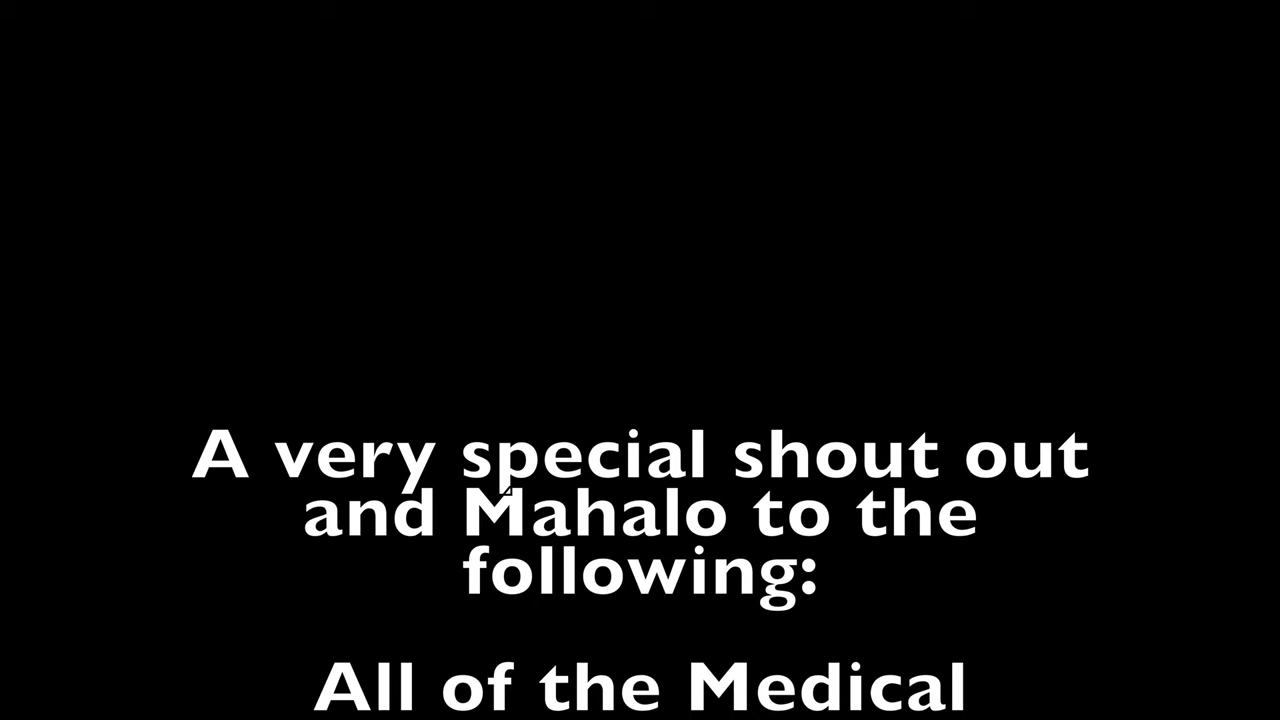 A very special shout out
and Mahalo to the
following:
All of the Medical